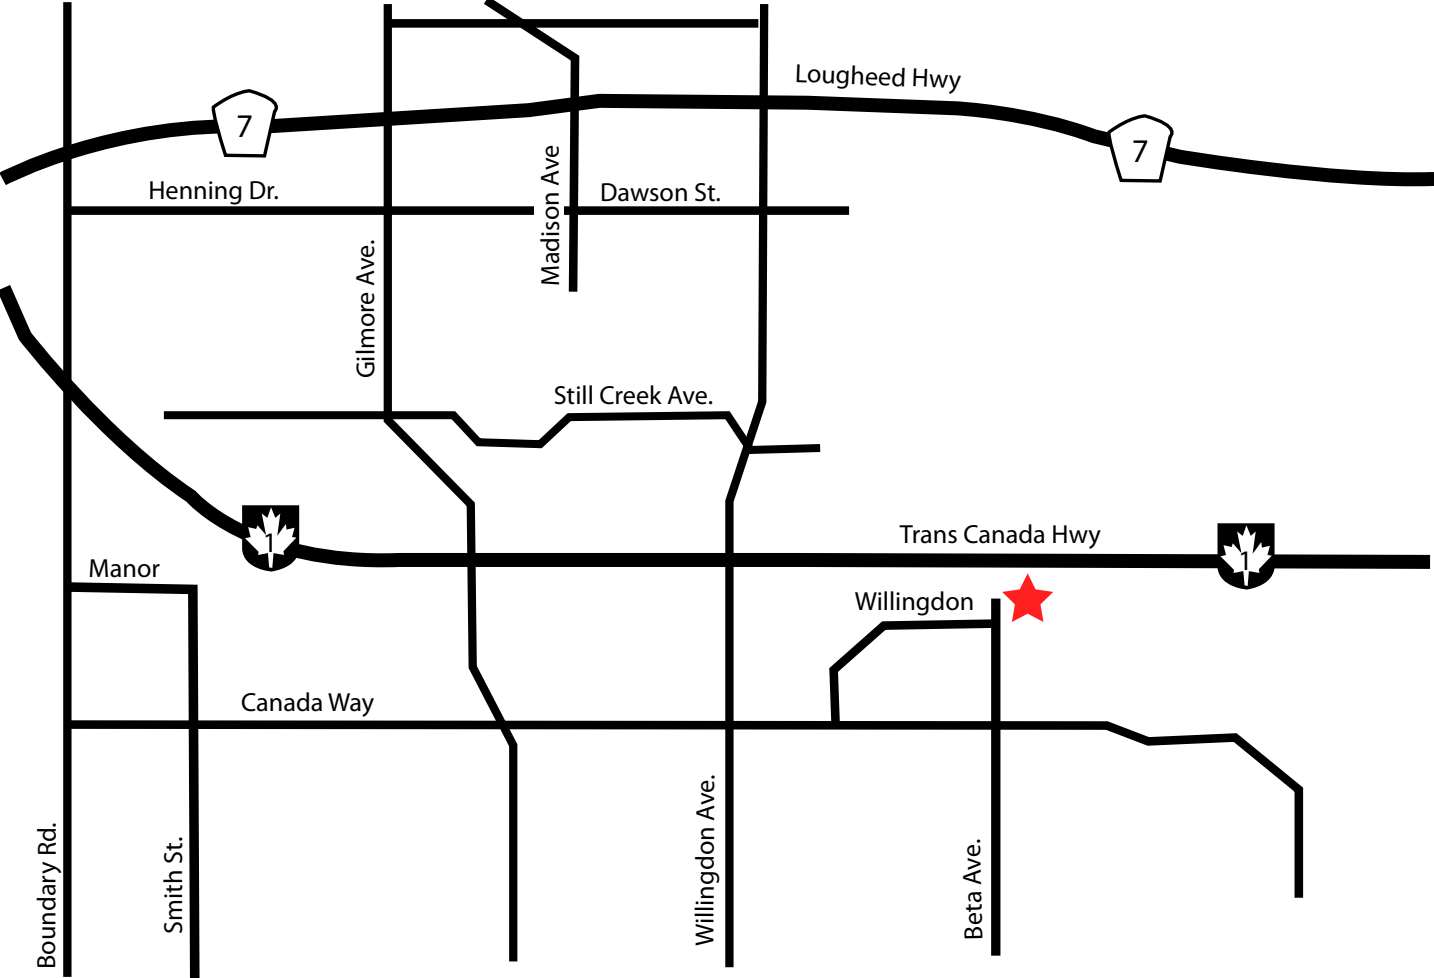 Lougheed Hwy
7
7
Henning Dr.
Madison Ave
Dawson St.
Gilmore Ave.
Still Creek Ave.
1
Trans Canada Hwy
1
Manor
Willingdon
Canada Way
Boundary Rd.
Smith St.
Willingdon Ave.
Beta Ave.